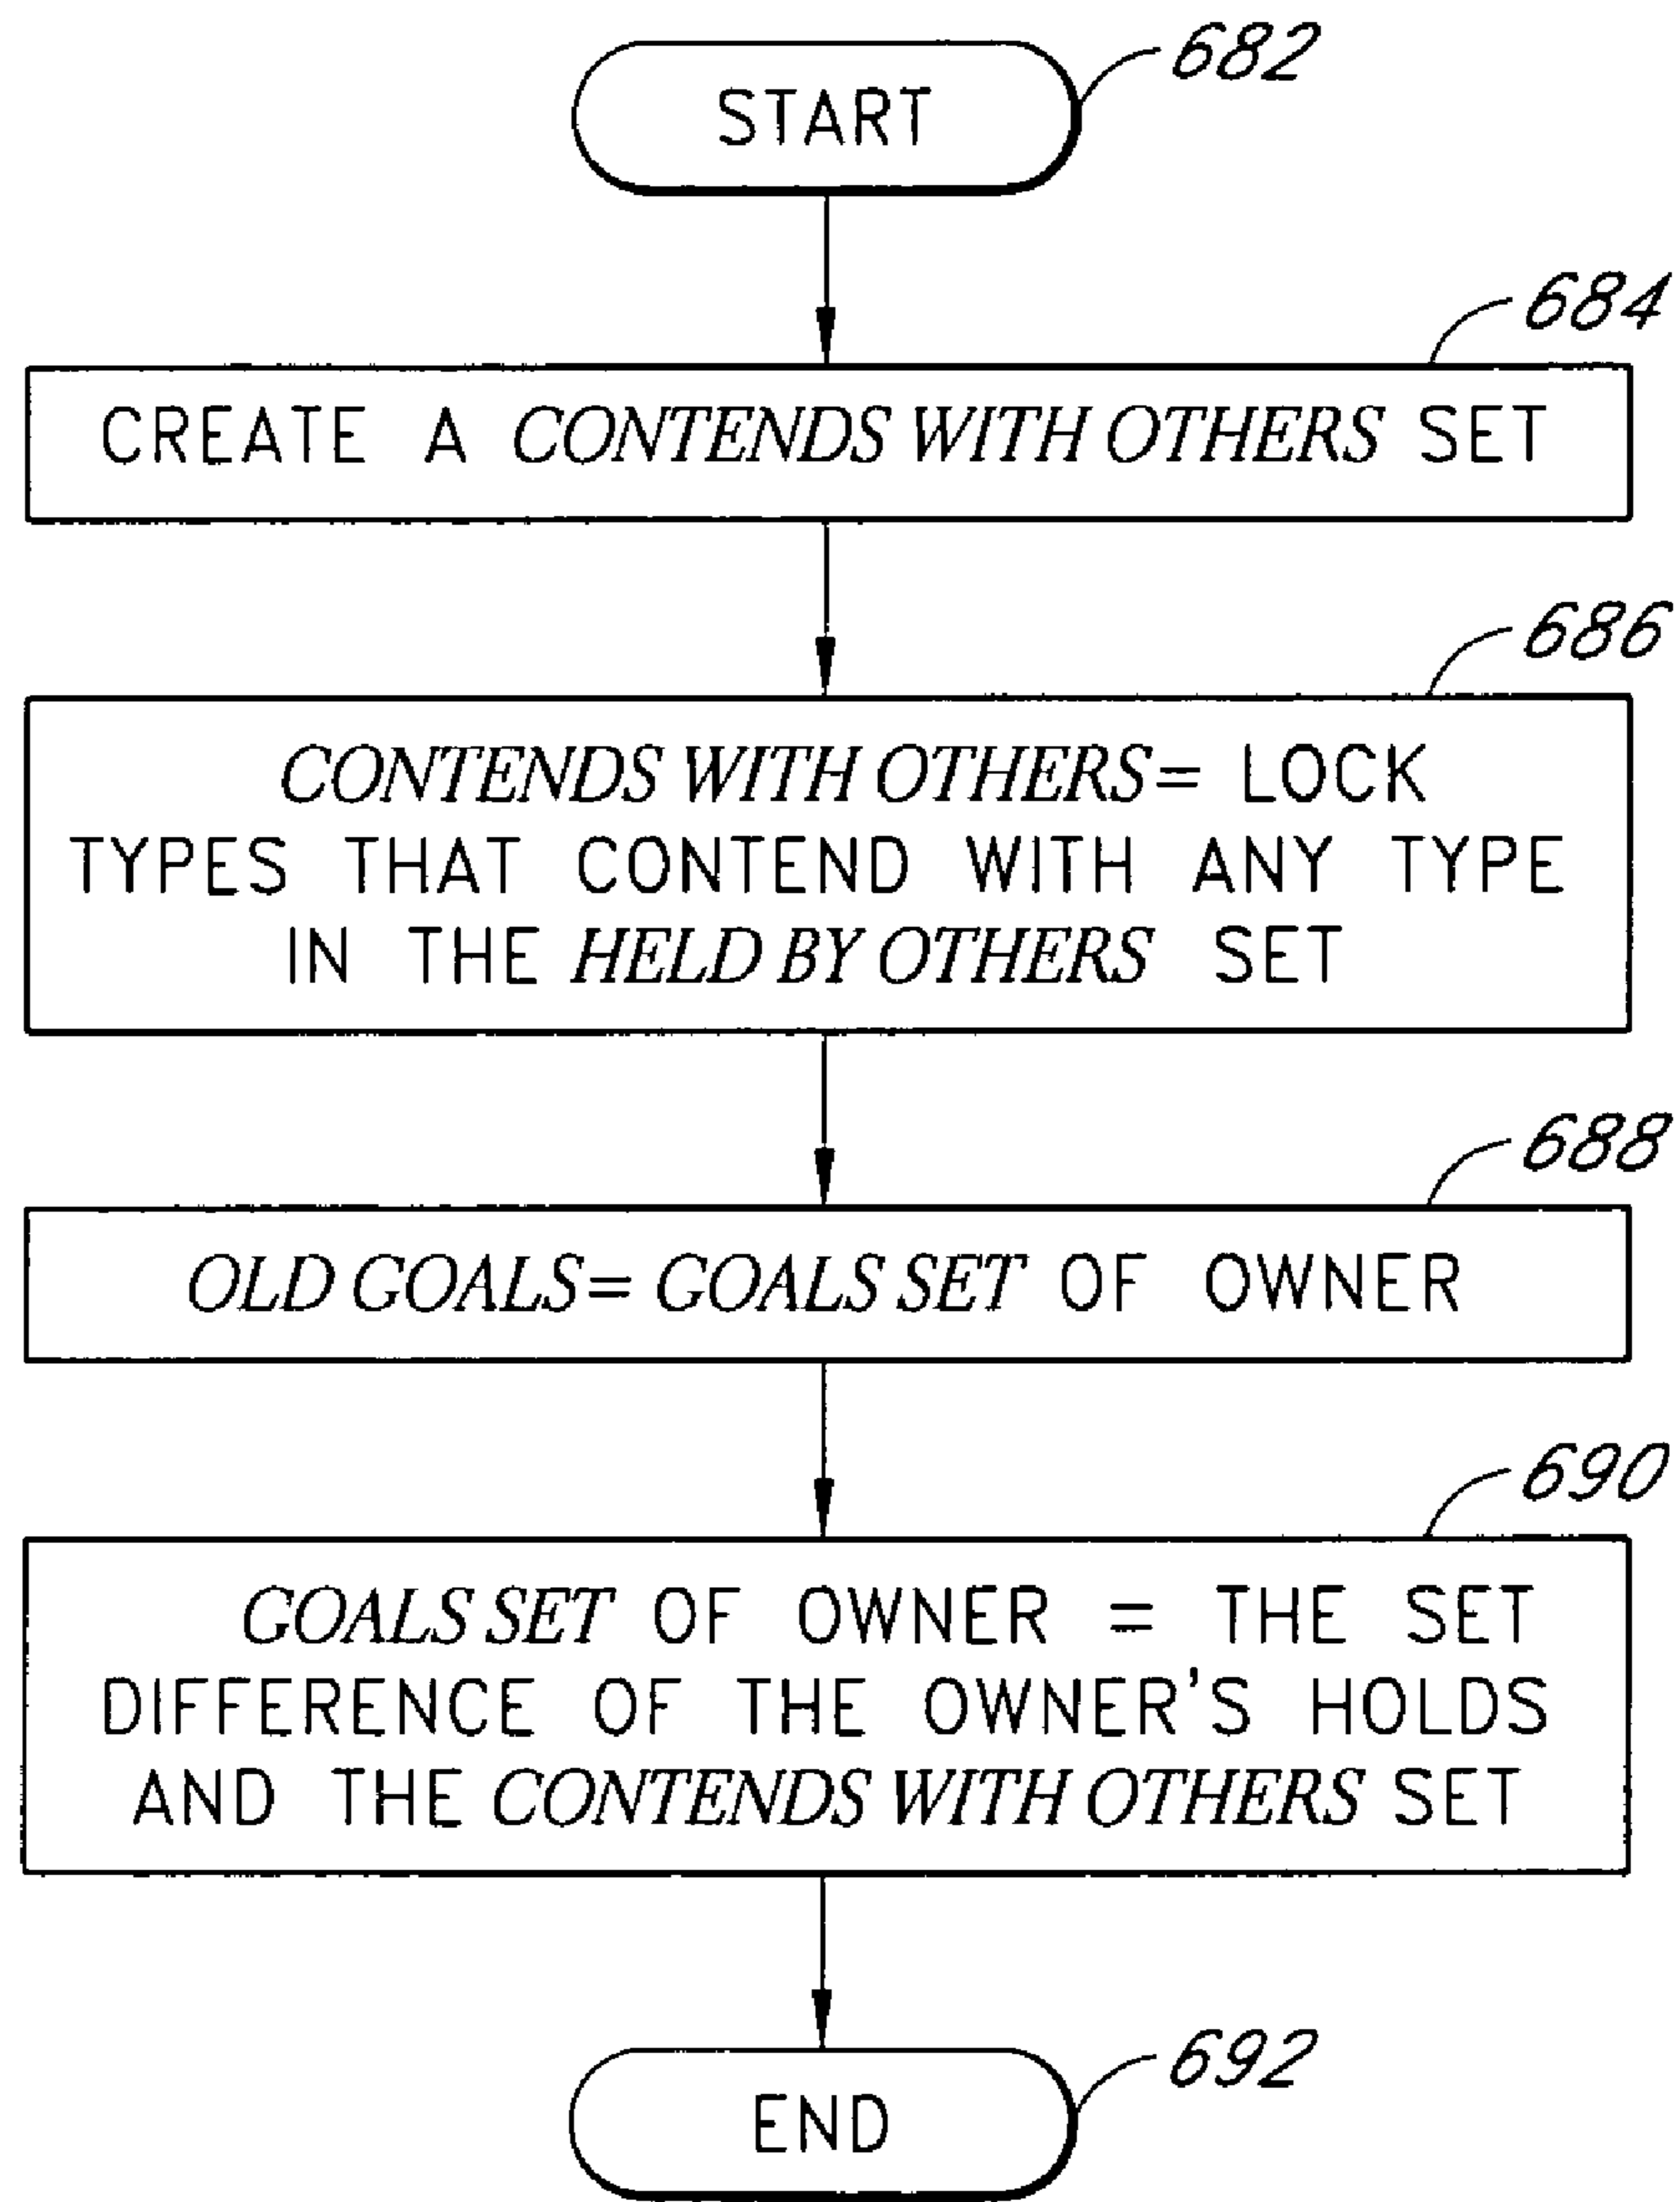 682
START
684
CREATE A CONTENDS WITH OTHERS SET
686
CONTENDS WITH OTHERS = LOCK
TYPES THAT CONTEND WITH ANY TYPE
IN THE HELD BY OTHERS SET
688
OLD GOALS = GOALS SET OF OWNER
690
GOALS SET OF OWNER = THE SET
DIFFERENCE OF THE OWNER'S HOLDS
AND THE CONTENDS WITH OTHERS SET
692
END